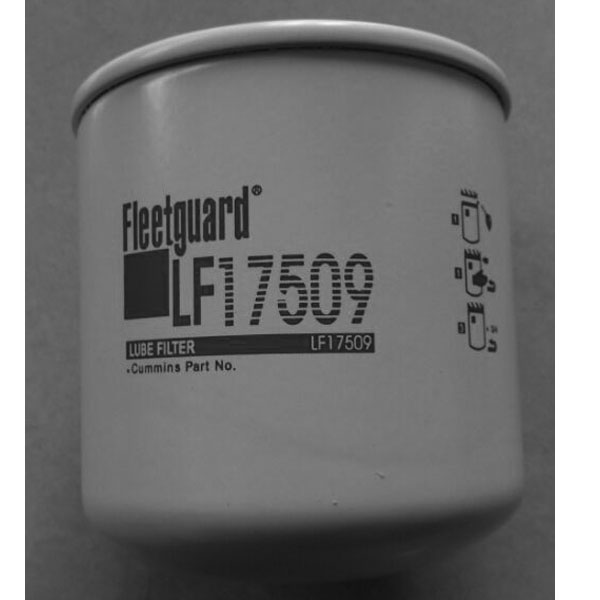 Fleetguard®
LF17509
LUBE FILTER LF17509
.Cummins Part No.